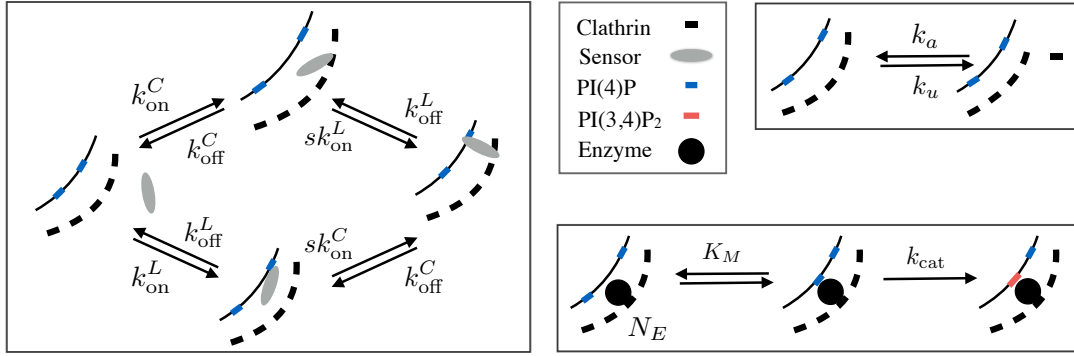 k_on^C
k_off^C
k_off^L
sk_on^L
k_off^L
k_on^L
sk_on^C
k_off^C
Clathrin
Sensor
PI(4)P
PI(3,4)P₂
Enzyme
k_a
k_u
K_M
k_cat
N_E